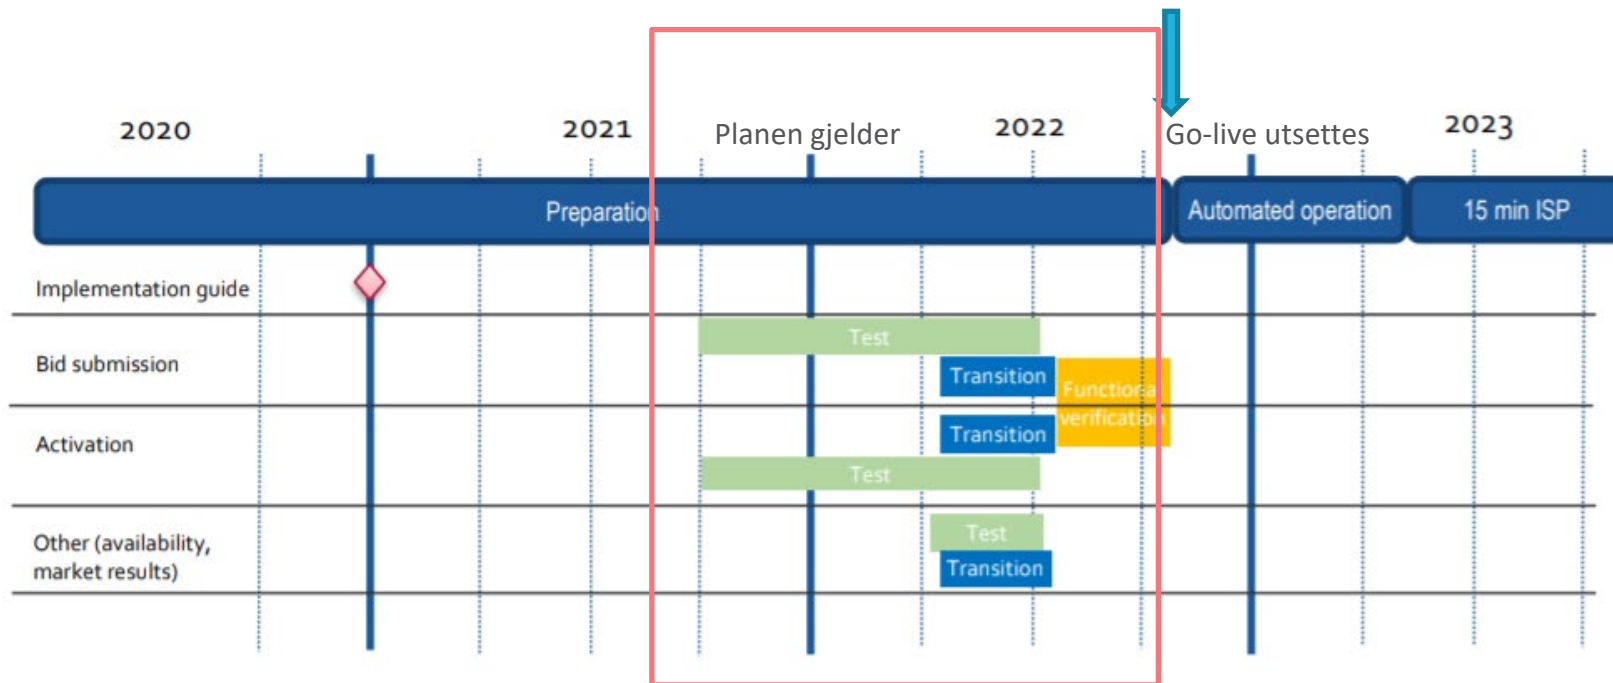 2020
2021
Planen gjelder
2022
Go-live utsettes
2023
Preparation
Automated operation
15 min ISP
Implementation guide
Test
Bid submission
Transition
Functional
verification
Activation
Transition
Test
Other (availability,
market results)
Test
Transition